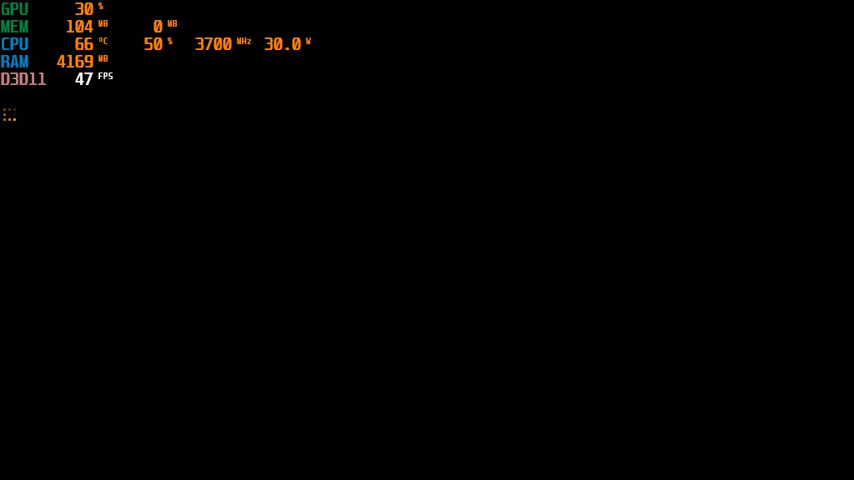 GPU 30 %
MEM 104 MB 0 MB
CPU 66 °C 50 % 3700 MHz 30.0 W
RAM 4169 MB
D3D11 47 FPS